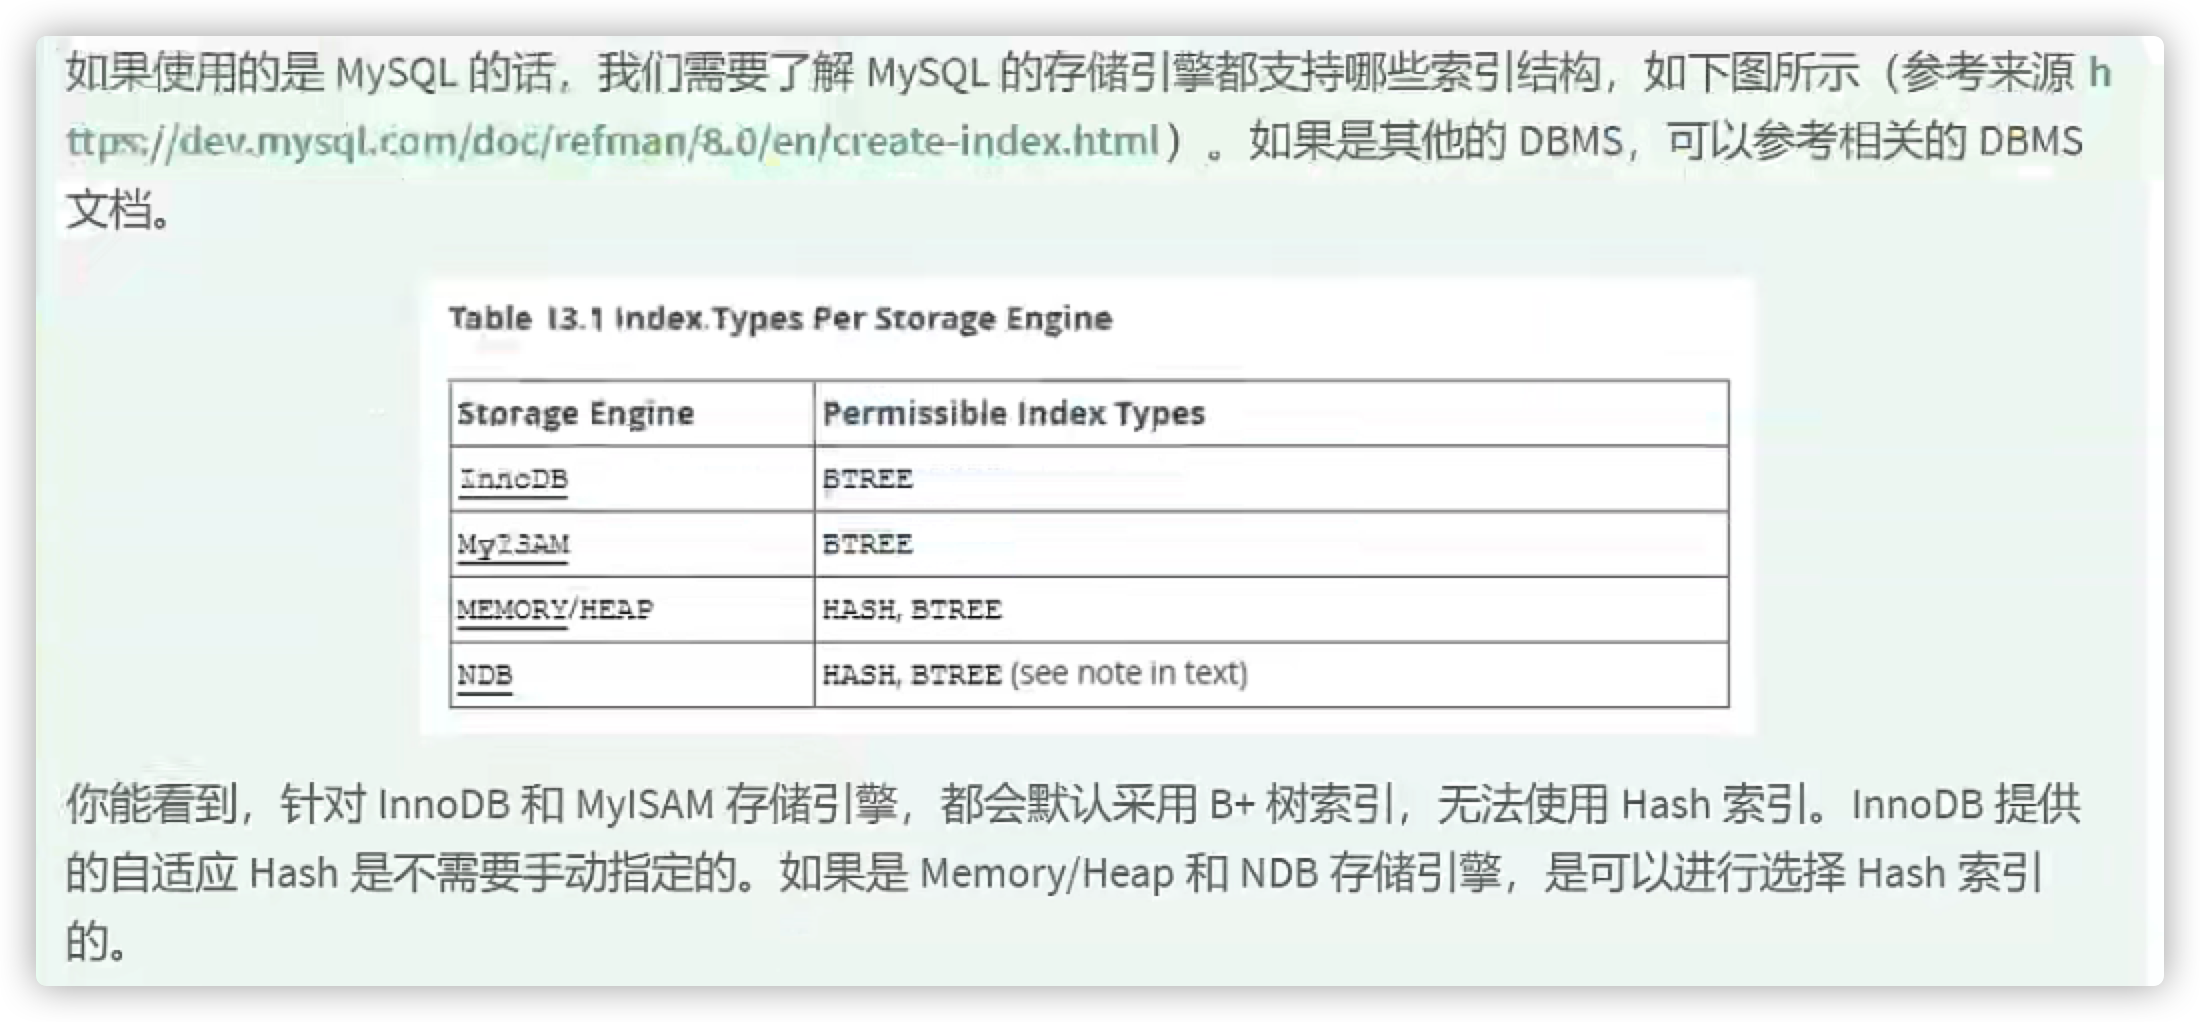 如果使用的是 MySQL 的话，我们需要了解 MySQL 的存储引擎都支持哪些索引结构，如下图所示（参考来源 h
ttps://dev.mysql.com/doc/refman/8.0/en/create-index.html）。如果是其他的 DBMS，可以参考相关的 DBMS
文档。
Table 13.1 Index Types Per Storage Engine
Storage Engine Permissible Index Types
InnoDB BTREE
MyISAM BTREE
MEMORY/HEAP HASH, BTREE
NDB HASH, BTREE (see note in text)
你能看到，针对 InnoDB 和 MyISAM 存储引擎，都会默认采用 B+ 树索引，无法使用 Hash 索引。InnoDB 提供
的自适应 Hash 是不需要手动指定的。如果是 Memory/Heap 和 NDB 存储引擎，是可以进行选择 Hash 索引
的。